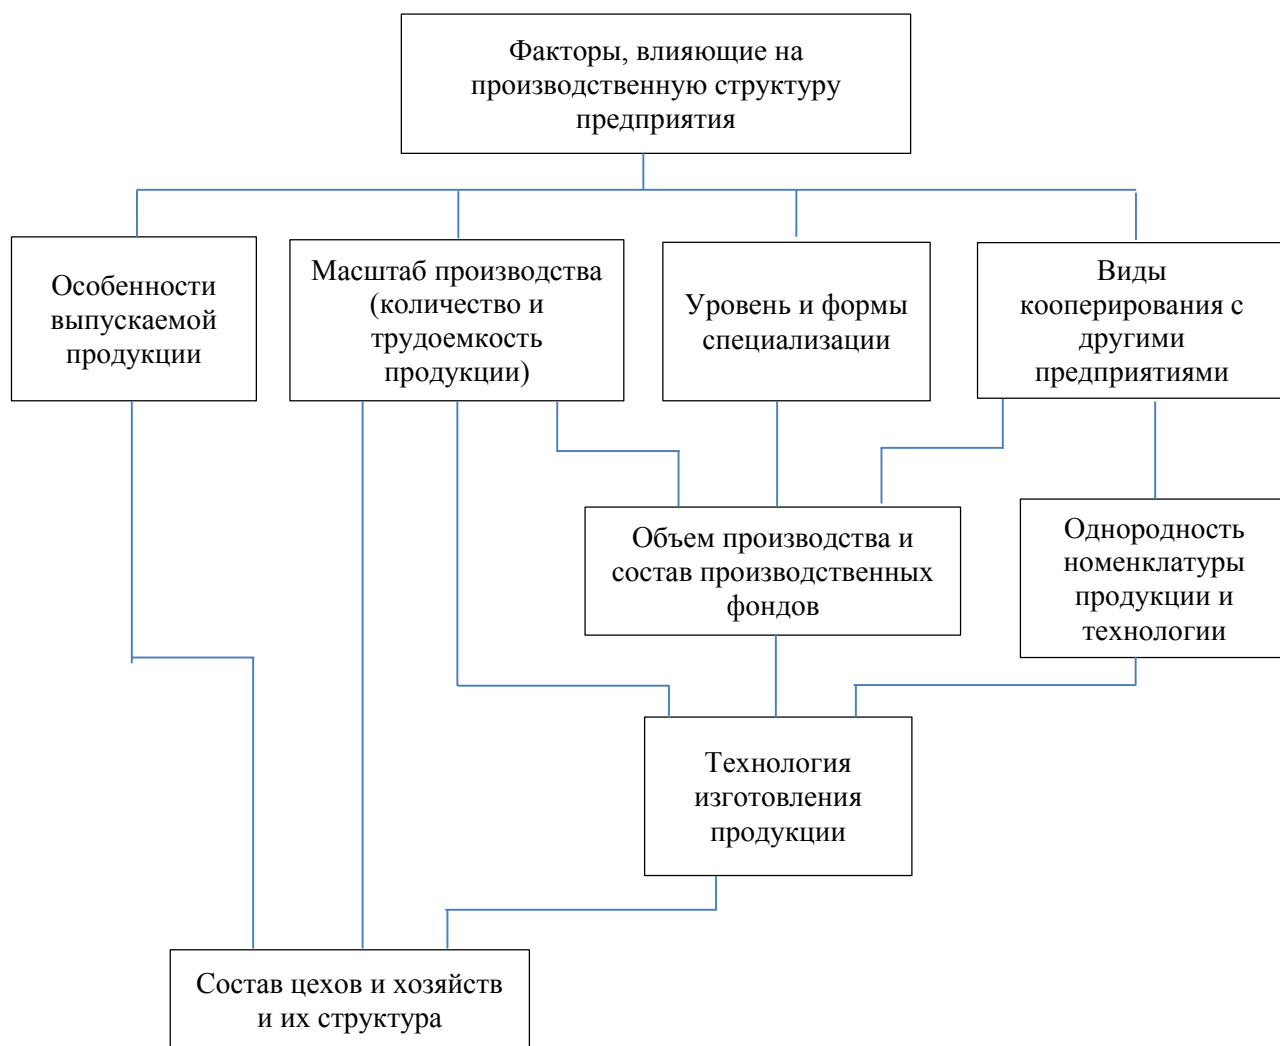 Факторы, влияющие на
производственную структуру
предприятия
Особенности
выпускаемой
продукции
Масштаб производства
(количество и
трудоемкость
продукции)
Уровень и формы
специализации
Виды
кооперирования с
другими
предприятиями
Объем производства и
состав производственных
фондов
Однородность
номенклатуры
продукции и
технологии
Технология
изготовления
продукции
Состав цехов и хозяйств
и их структура